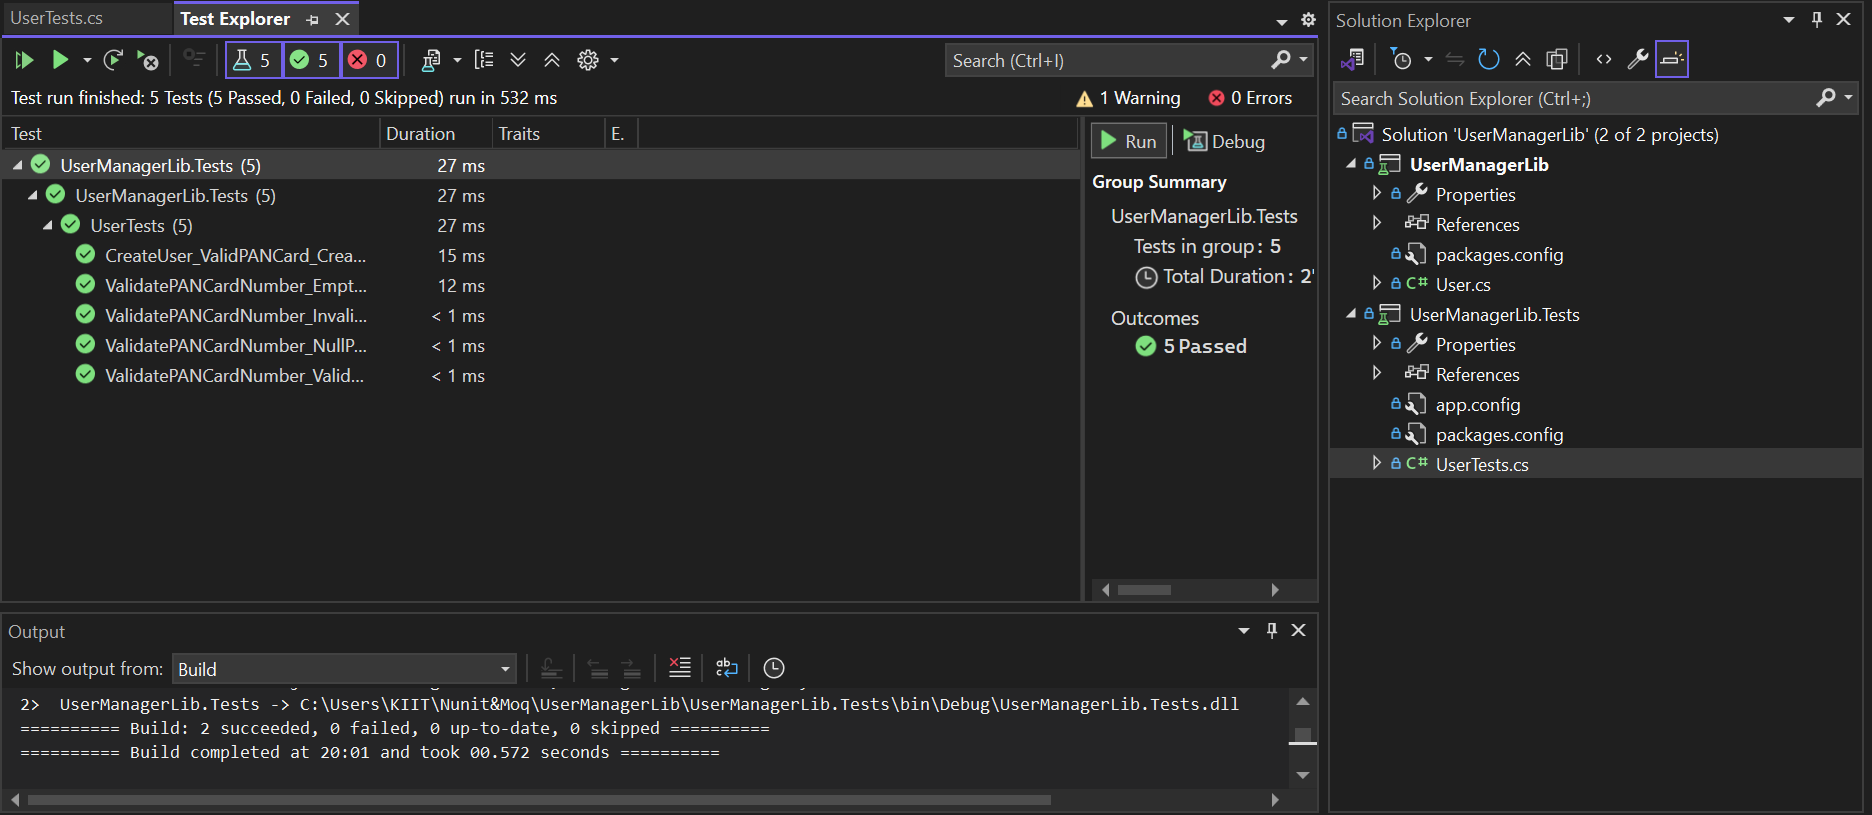 UserTests.cs
Test Explorer
5 5 0
Search (Ctrl+I)
Test run finished: 5 Tests (5 Passed, 0 Failed, 0 Skipped) run in 532 ms
1 Warning 0 Errors
Test Duration Traits E.
UserManagerLib.Tests (5) 27 ms
UserManagerLib.Tests (5) 27 ms
UserTests (5) 27 ms
CreateUser_ValidPANCard_Crea... 15 ms
ValidatePANCardNumber_Empt... 12 ms
ValidatePANCardNumber_Invali... < 1 ms
ValidatePANCardNumber_NullP... < 1 ms
ValidatePANCardNumber_Valid... < 1 ms
Run Debug
Group Summary
UserManagerLib.Tests
Tests in group: 5
Total Duration: 2
Outcomes
5 Passed
Output
Show output from: Build
2> UserManagerLib.Tests -> C:\Users\KIIT\Nunit&Moq\UserManagerLib\UserManagerLib.Tests\bin\Debug\UserManagerLib.Tests.dll
========== Build: 2 succeeded, 0 failed, 0 up-to-date, 0 skipped ==========
========== Build completed at 20:01 and took 00.572 seconds ==========
Solution Explorer
Search Solution Explorer (Ctrl+;)
Solution 'UserManagerLib' (2 of 2 projects)
UserManagerLib
Properties
References
packages.config
C# User.cs
UserManagerLib.Tests
Properties
References
app.config
packages.config
C# UserTests.cs